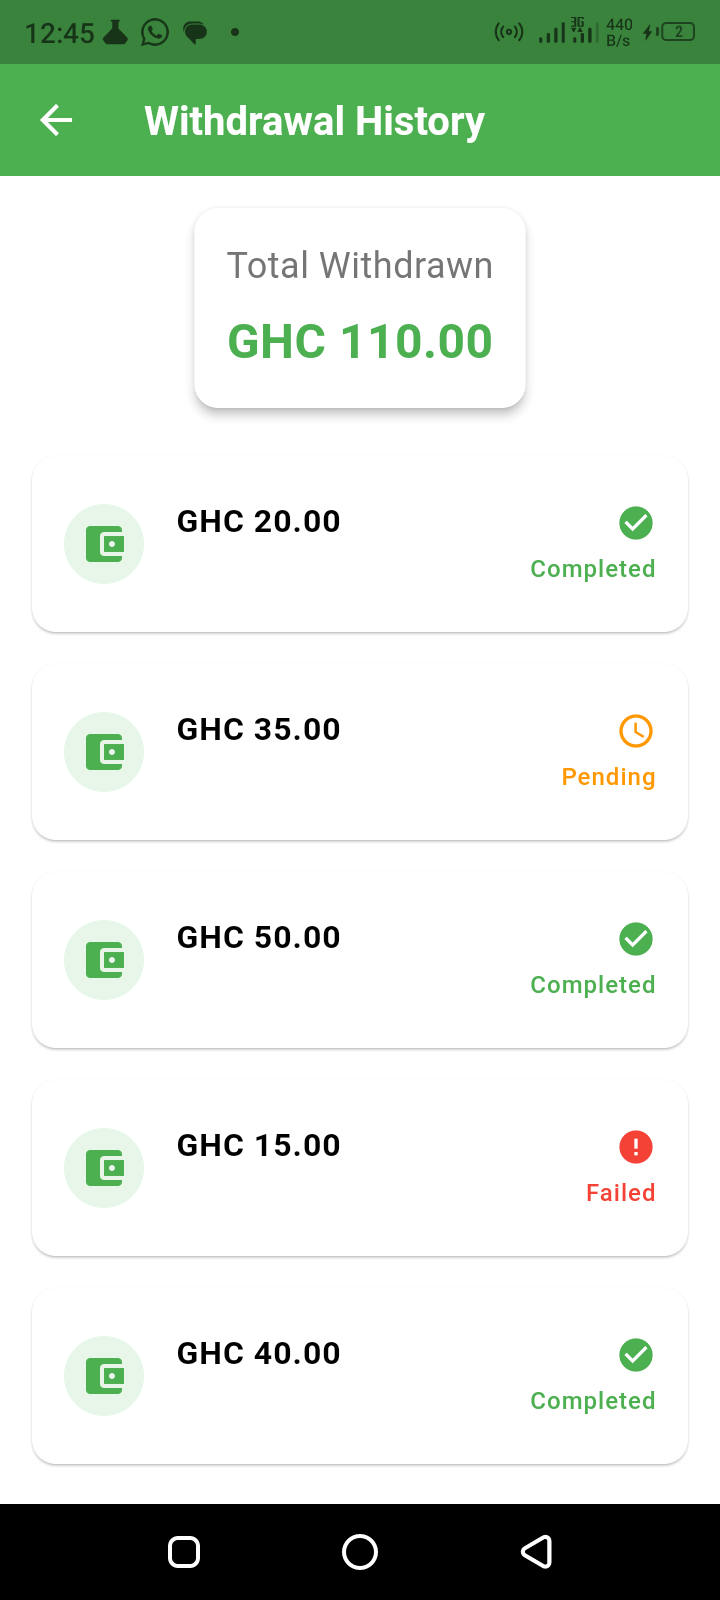 12:45
3G
440
B/s
2
Withdrawal History
Total Withdrawn
GHC 110.00
GHC 20.00
Completed
GHC 35.00
Pending
GHC 50.00
Completed
GHC 15.00
Failed
GHC 40.00
Completed